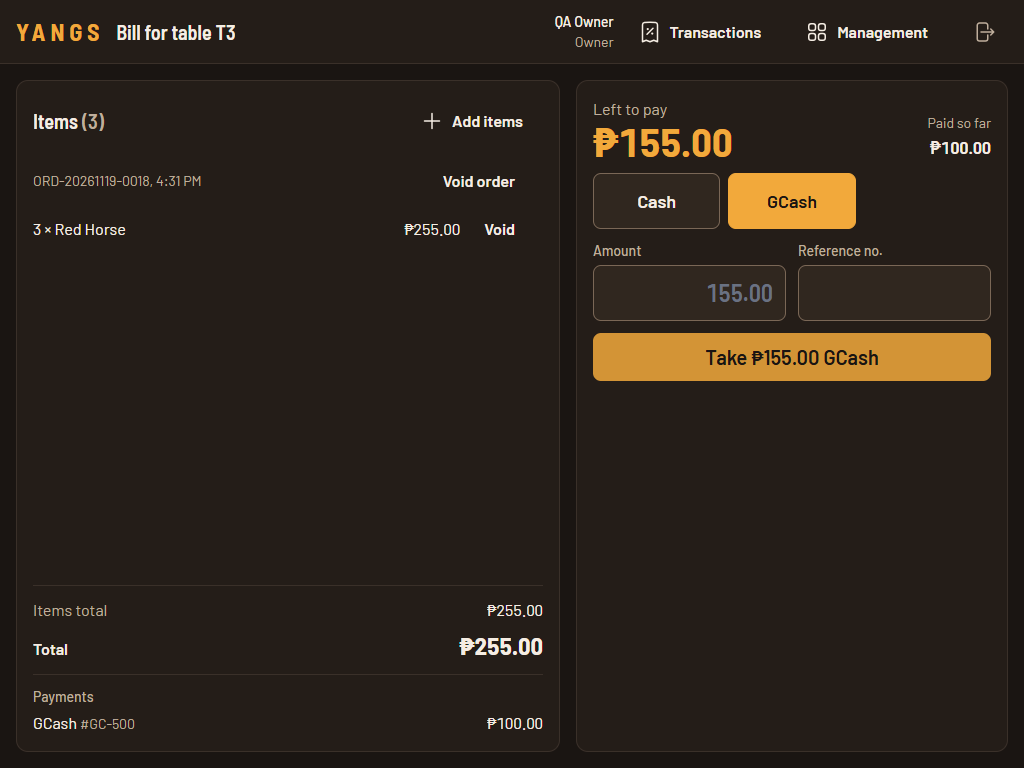 YANGS Bill for table T3
QA Owner
Owner
Transactions
Management
Items (3)
Add items
ORD-20261119-0018, 4:31 PM
Void order
3 × Red Horse
₱255.00
Void
Items total
₱255.00
Total
₱255.00
Payments
GCash #GC-500
₱100.00
Left to pay
₱155.00
Paid so far
₱100.00
Cash
GCash
Amount
Reference no.
155.00
Take ₱155.00 GCash